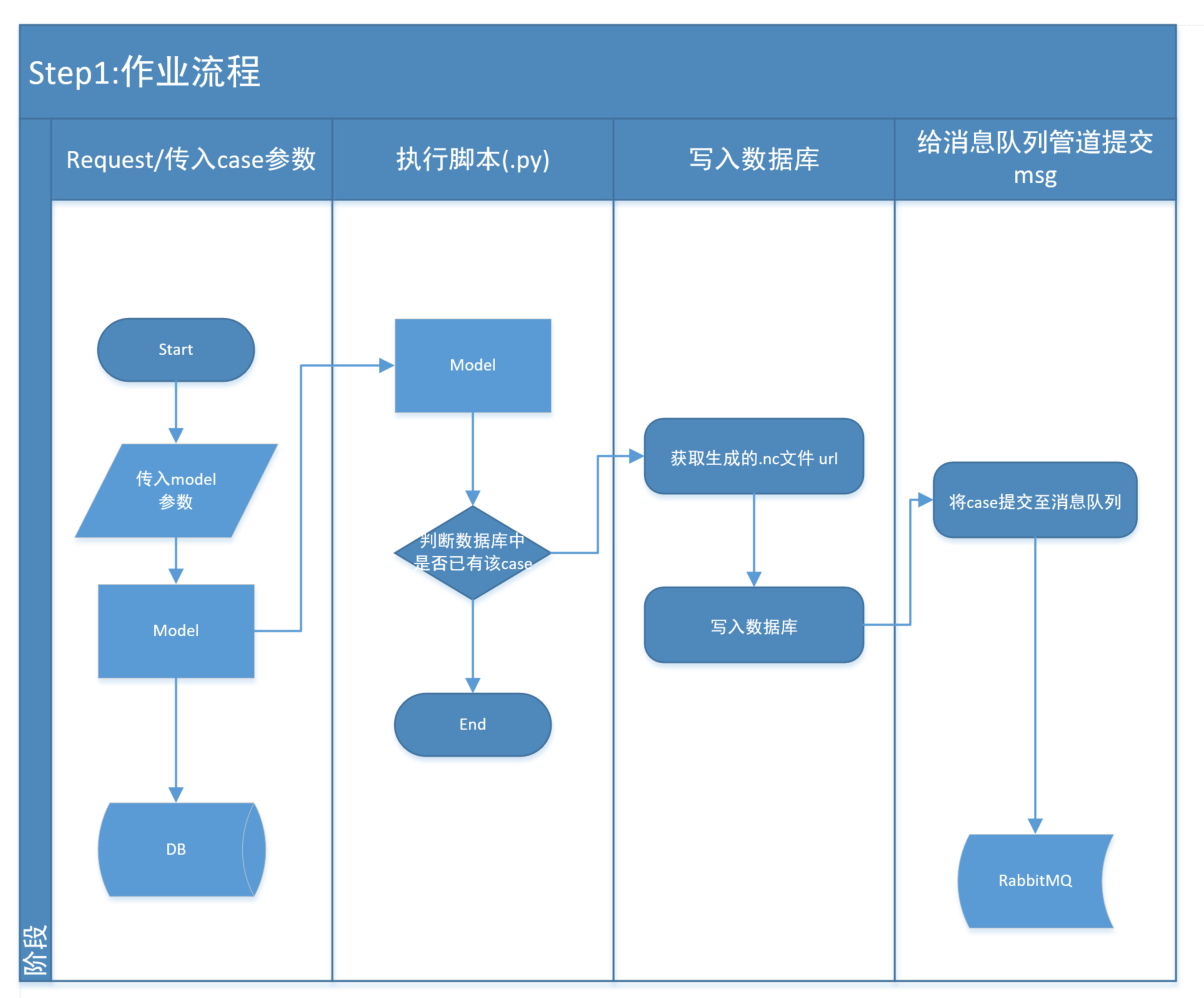 Step1:作业流程
Request/传入case参数
执行脚本(.py)
写入数据库
给消息队列管道提交
msg
阶段
Start
传入model
参数
Model
DB
Model
判断数据库中
是否已有该case
End
获取生成的.nc文件 url
写入数据库
将case提交至消息队列
RabbitMQ